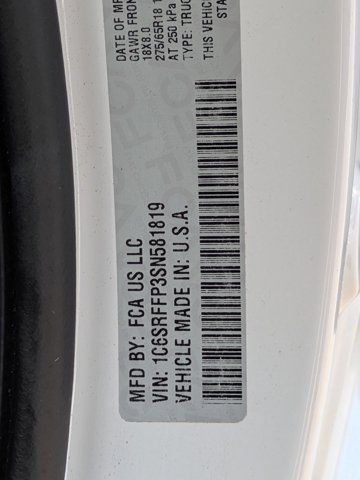 DATE OF MF
GAWR FRON
18X8.0
275/65R18 1
AT 250 kPa
TYPE: TRUC
THIS VEHIC
STA
MFD BY: FCA US LLC
VIN: 1C6SRFFP3SN581819
VEHICLE MADE IN: U.S.A.